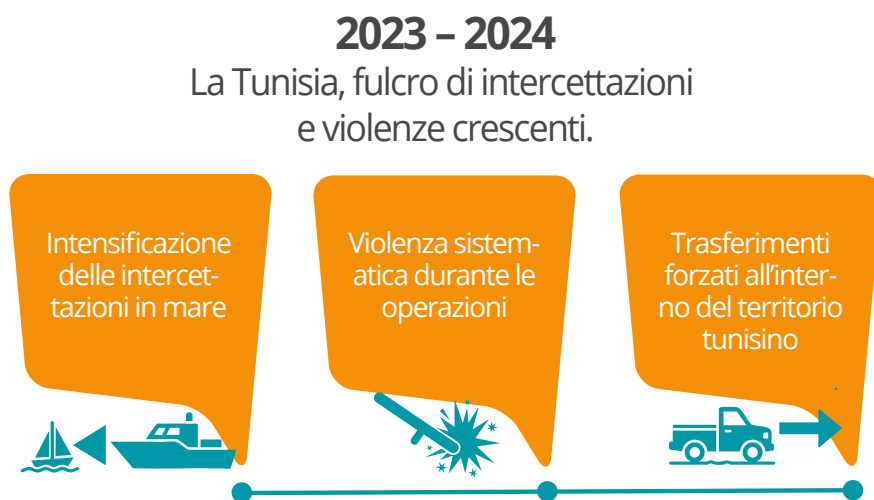 2023 – 2024
La Tunisia, fulcro di intercettazioni
e violenze crescenti.
Intensificazione
delle intercet-
tazioni in mare
Violenza sistem-
atica durante le
operazioni
Trasferimenti
forzati all'inter-
no del territorio
tunisino